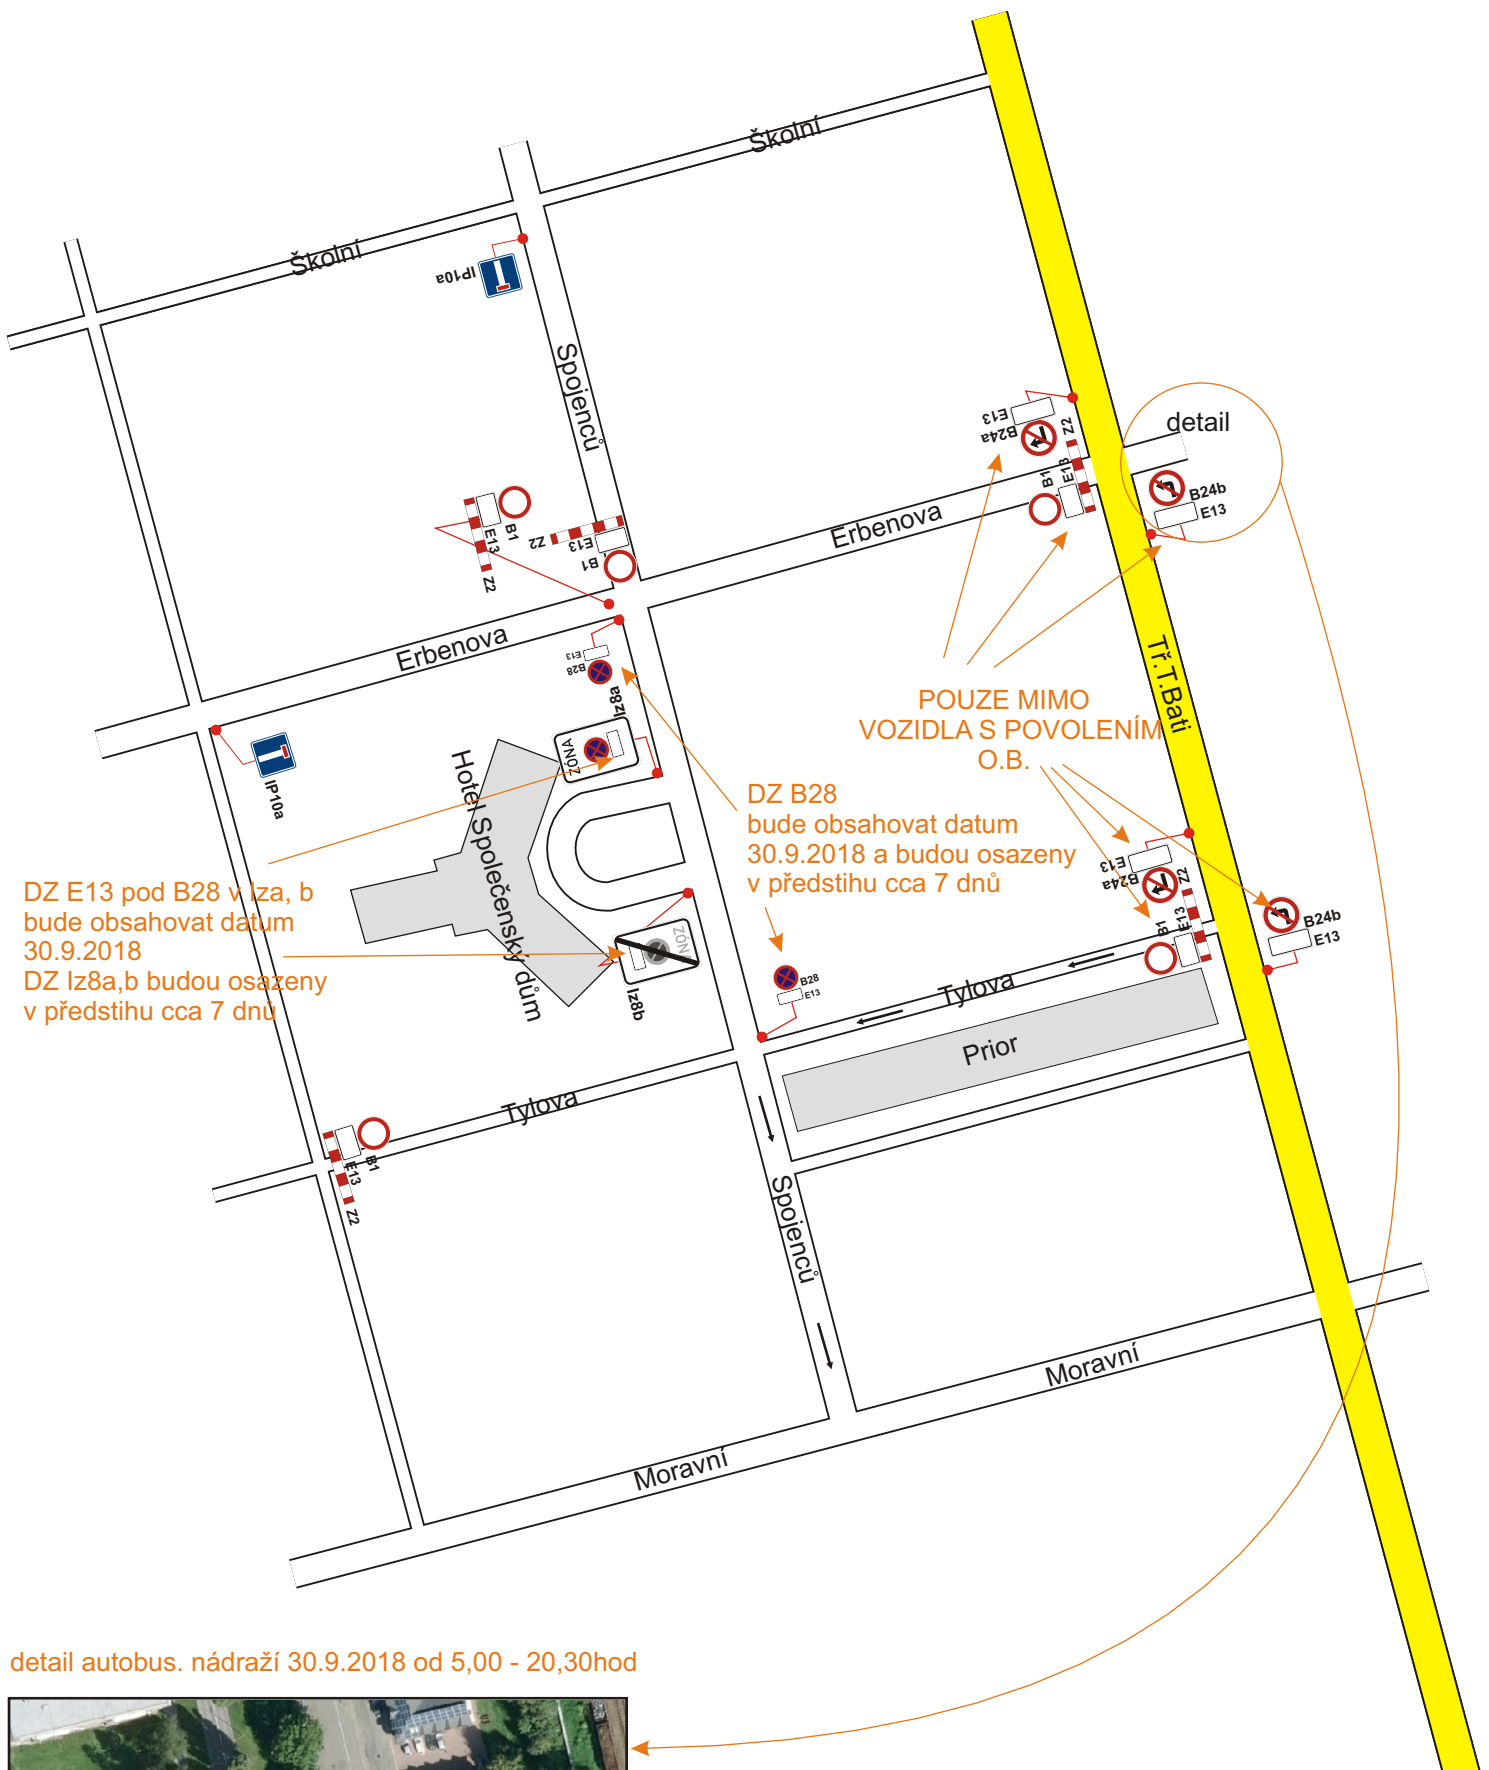 Školní
Školní
IP10a
Spojenců
E13
B24a
Z2
B1
E13
detail
B24b
E13
B1
E13
Z2
Z2
E13
B1
Erbenova
Erbenova
E13
B28
Iz8a
ZÓNA
IP10a
Hotel Společenský dům
Tř.T.Bati
POUZE MIMO
VOZIDLA S POVOLENÍM
O.B.
DZ B28
bude obsahovat datum
30.9.2018 a budou osazeny
v předstihu cca 7 dnů
DZ E13 pod B28 v Iza, b
bude obsahovat datum
30.9.2018
DZ Iz8a,b budou osazeny
v předstihu cca 7 dnů
E13
B24a
Z2
B1
E13
B24b
E13
ZÓN
Iz8b
B28
E13
Tylova
Prior
Tylova
B1
E13
Z2
Spojenců
Moravní
Moravní
detail autobus. nádraží 30.9.2018 od 5,00 - 20,30hod